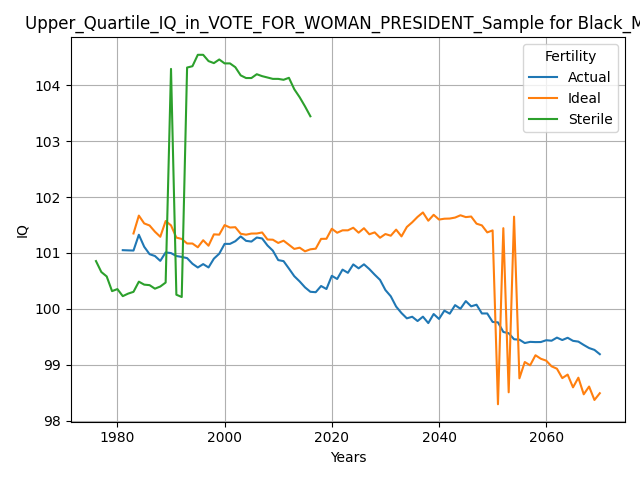 Upper_Quartile_IQ_in_VOTE_FOR_WOMAN_PRESIDENT_Sample for Black_M
Fertility
Actual
Ideal
Sterile
104
103
102
101
100
99
98
IQ
1980 2000 2020 2040 2060
Years